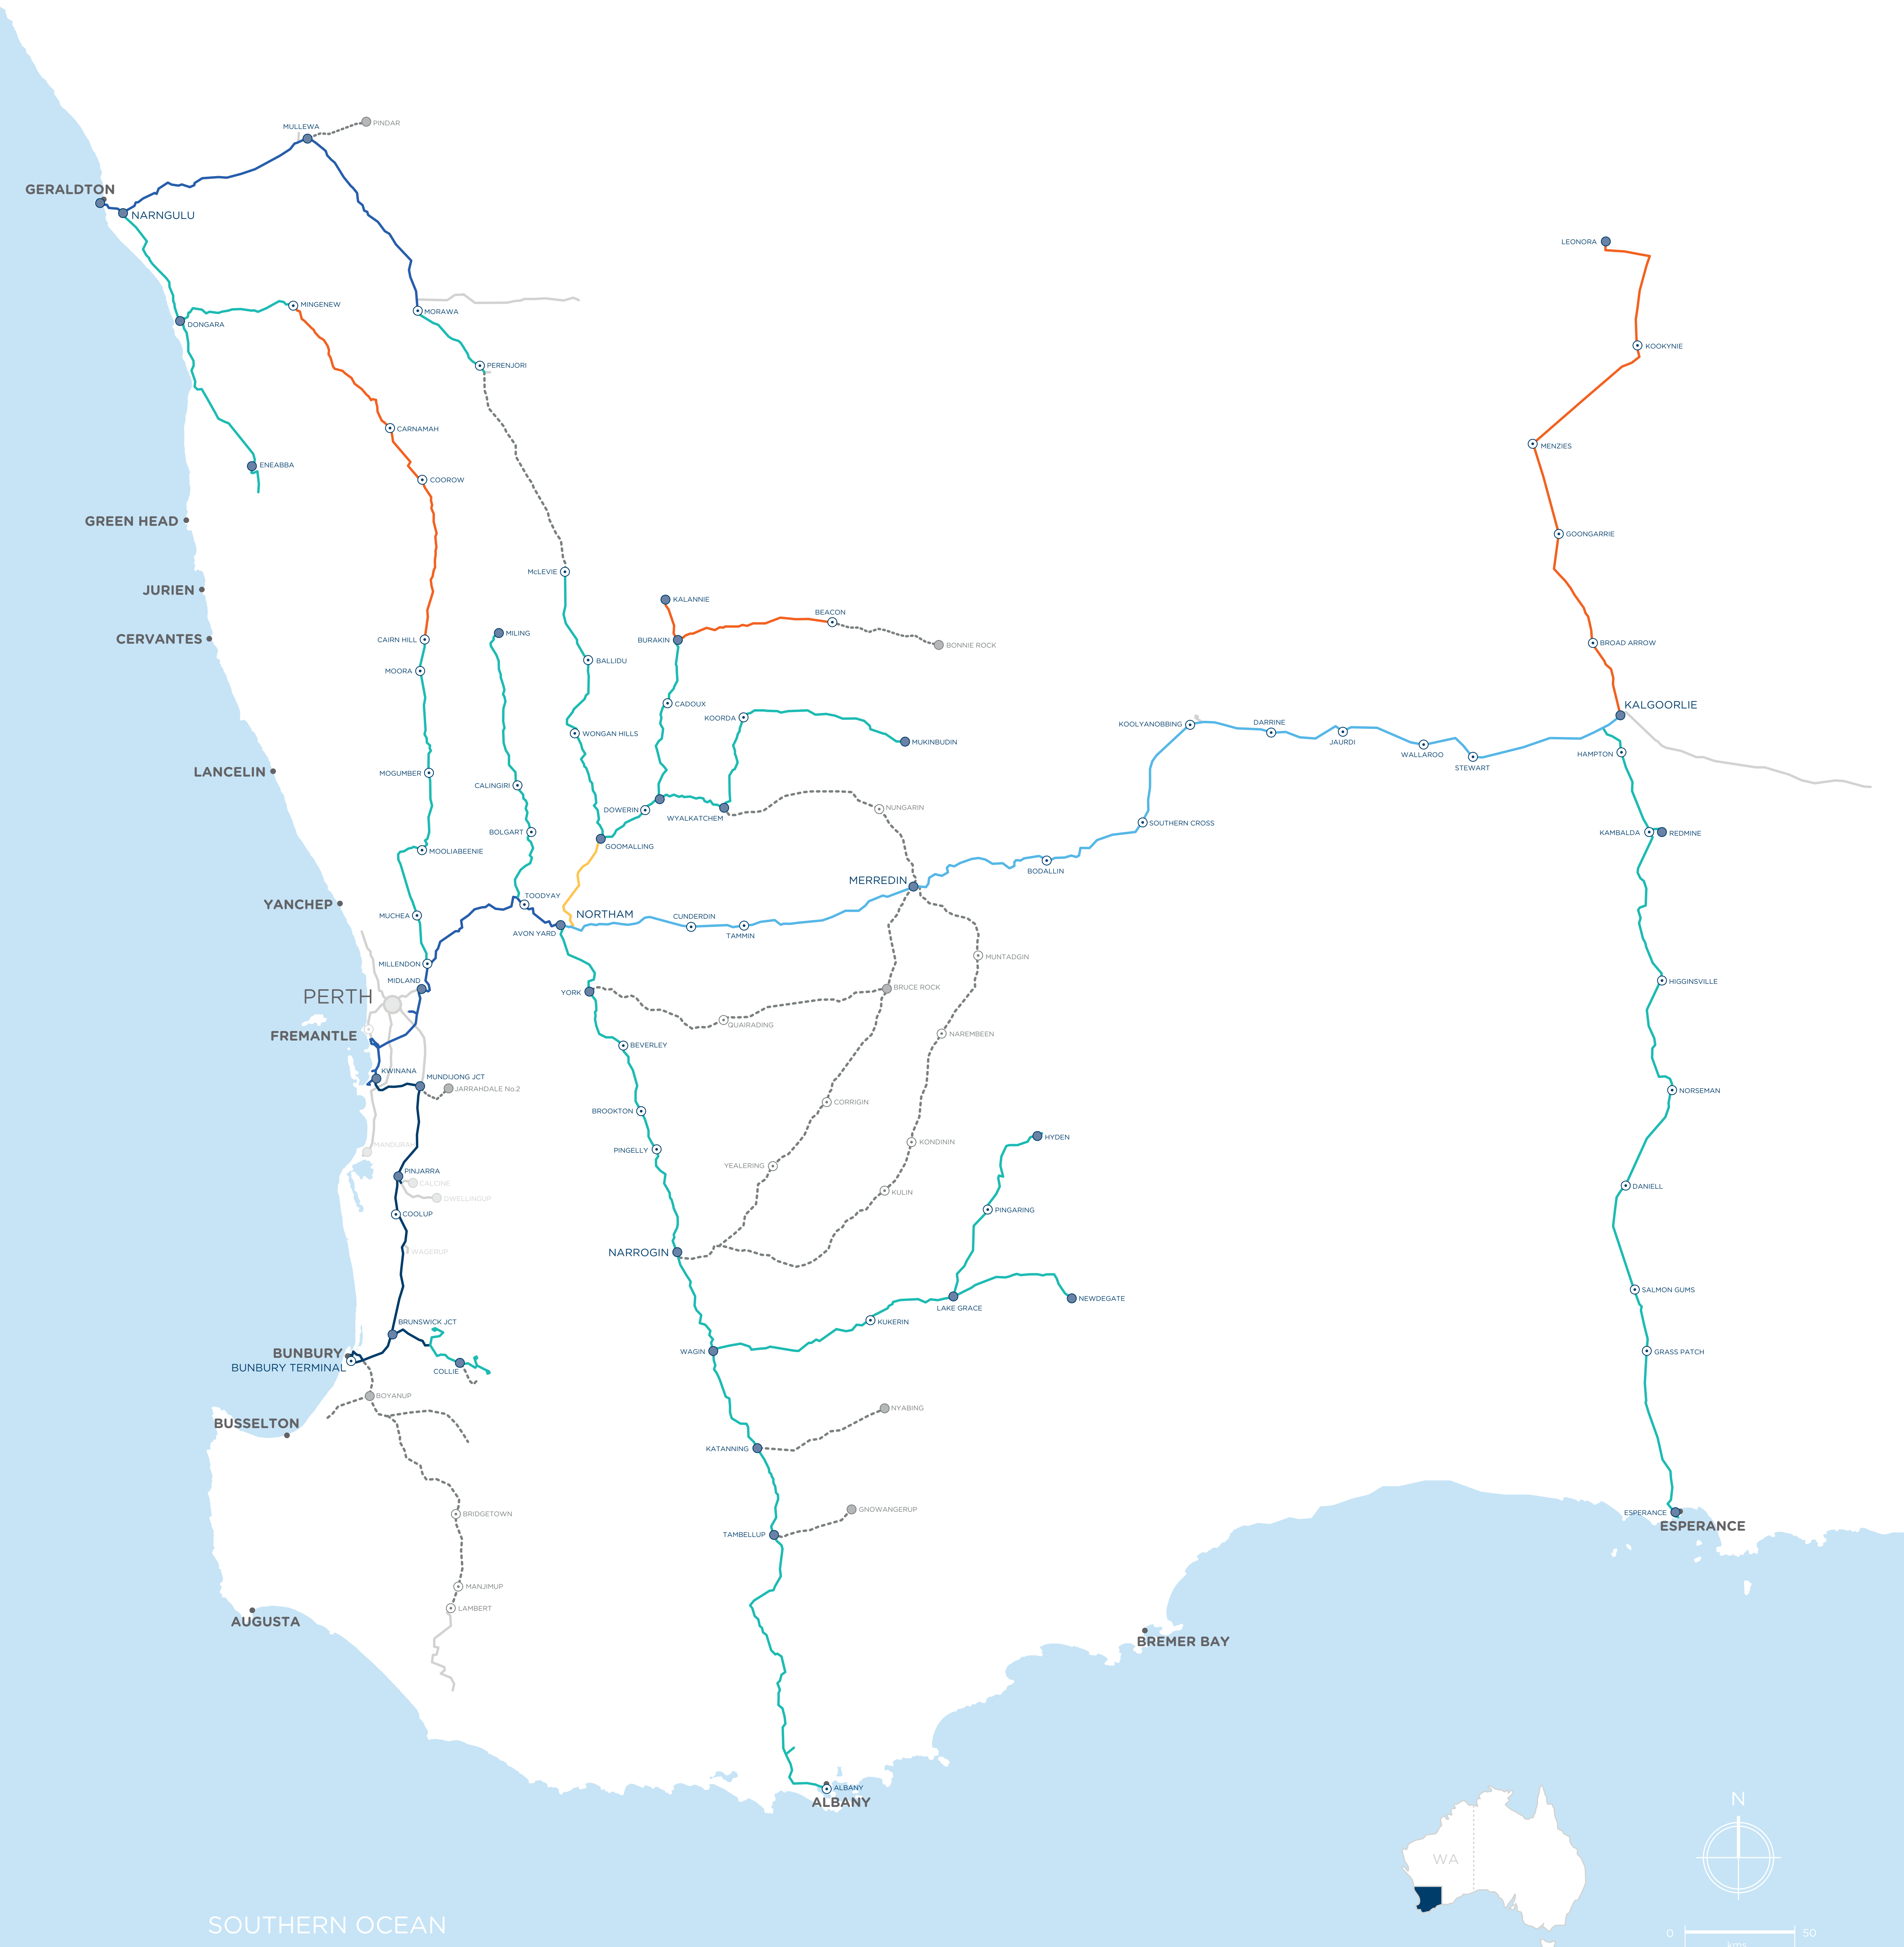 PINDAR
MULLEWA
GERALDTON
NARNGULU
LEONORA
MINGENEW
MORAWA
DONGARA
KOOKYNIE
PERENJORI
CARNAMAH
MENZIES
ENEABBA
COOROW
GREEN HEAD
GOONGARRIE
McLEVIE
JURIEN
KALANNIE
BEACON
CERVANTES
CAIRN HILL
MILING
BURAKIN
BONNIE ROCK
BROAD ARROW
BALLIDU
MOORA
CADOUX
KALGOORLIE
KOORDA
KOOLYANOBBING
DARRINE
WONGAN HILLS
MUKINBUDIN
JAURDI
WALLAROO
HAMPTON
STEWART
LANCELIN
MOGUMBER
CALINGIRI
DOWERIN
NUNGARIN
WYALKATCHEM
SOUTHERN CROSS
BOLGART
KAMBALDA
REDMINE
GOOMALLING
MOOLIABEENIE
BODALLIN
MERREDIN
TOODYAY
YANCHEP
MUCHEA
NORTHAM
CUNDERDIN
AVON YARD
TAMMIN
MUNTADGIN
MILLENDON
MIDLAND
HIGGINSVILLE
YORK
BRUCE ROCK
PERTH
QUAIRADING
FREMANTLE
NAREMBEEN
BEVERLEY
KWINANA
MUNDIJONG JCT
JARRAHDALE No.2
NORSEMAN
CORRIGIN
BROOKTON
HYDEN
MANDURAH
KONDININ
PINGELLY
YEALERING
PINJARRA
CALCINE
DANIELL
KULIN
DWELLINGUP
PINGARING
COOLUP
WAGERUP
NARROGIN
SALMON GUMS
NEWDEGATE
LAKE GRACE
BRUNSWICK JCT
KUKERIN
BUNBURY
WAGIN
GRASS PATCH
BUNBURY TERMINAL
COLLIE
BOYANUP
NYABING
BUSSELTON
KATANNING
GNOWANGERUP
BRIDGETOWN
ESPERANCE
ESPERANCE
TAMBELLUP
MANJIMUP
LAMBERT
AUGUSTA
BREMER BAY
ALBANY
ALBANY
N
WA
SOUTHERN OCEAN
0
50
kms